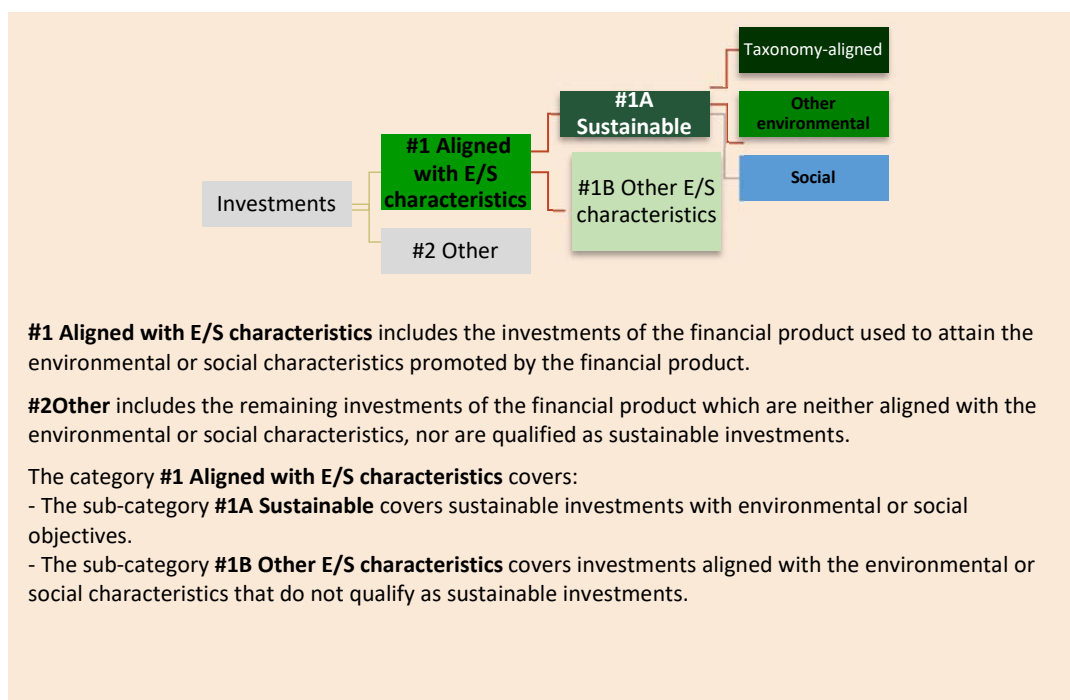 Taxonomy-aligned
#1A
Sustainable
Other
environmental
#1 Aligned
with E/S
characteristics
Social
#1B Other E/S
characteristics
Investments
#2 Other
#1 Aligned with E/S characteristics includes the investments of the financial product used to attain the
environmental or social characteristics promoted by the financial product.
#2Other includes the remaining investments of the financial product which are neither aligned with the
environmental or social characteristics, nor are qualified as sustainable investments.
The category #1 Aligned with E/S characteristics covers:
- The sub-category #1A Sustainable covers sustainable investments with environmental or social
objectives.
- The sub-category #1B Other E/S characteristics covers investments aligned with the environmental or
social characteristics that do not qualify as sustainable investments.